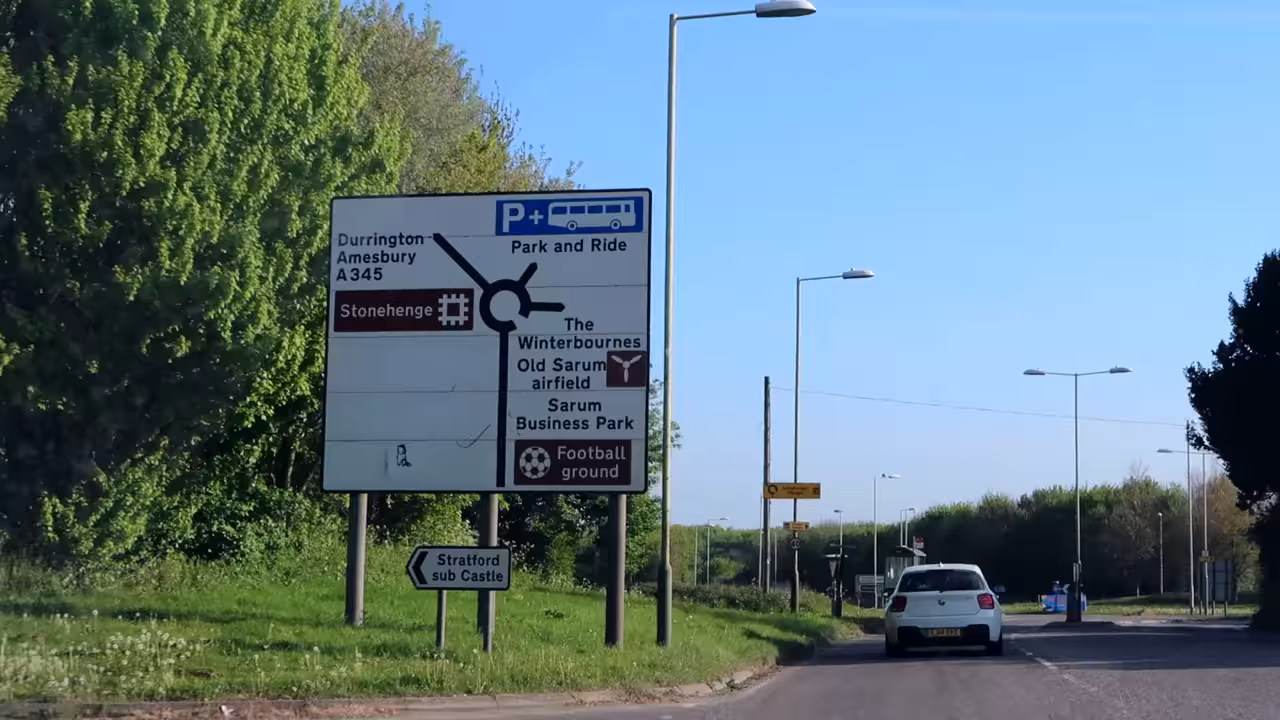 P+
Park and Ride
Durrington
Amesbury
A345
Stonehenge
The
Winterbournes
Old Sarum
airfield
Sarum
Business Park
Football
ground
Stratford
sub Castle